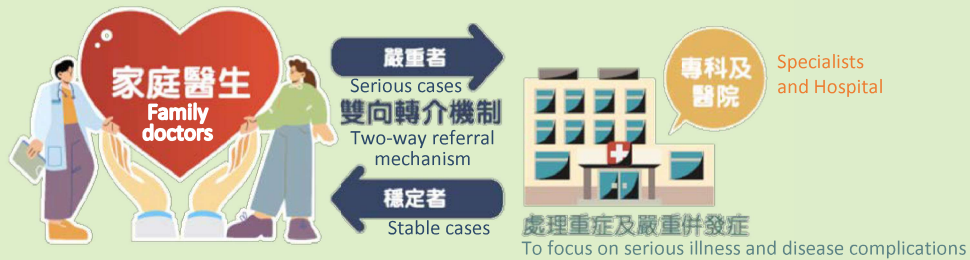 家庭醫生
Family
doctors
嚴重者
Serious cases
雙向轉介機制
Two-way referral
mechanism
穩定者
Stable cases
專科及
醫院
Specialists
and Hospital
處理重症及嚴重併發症
To focus on serious illness and disease complications